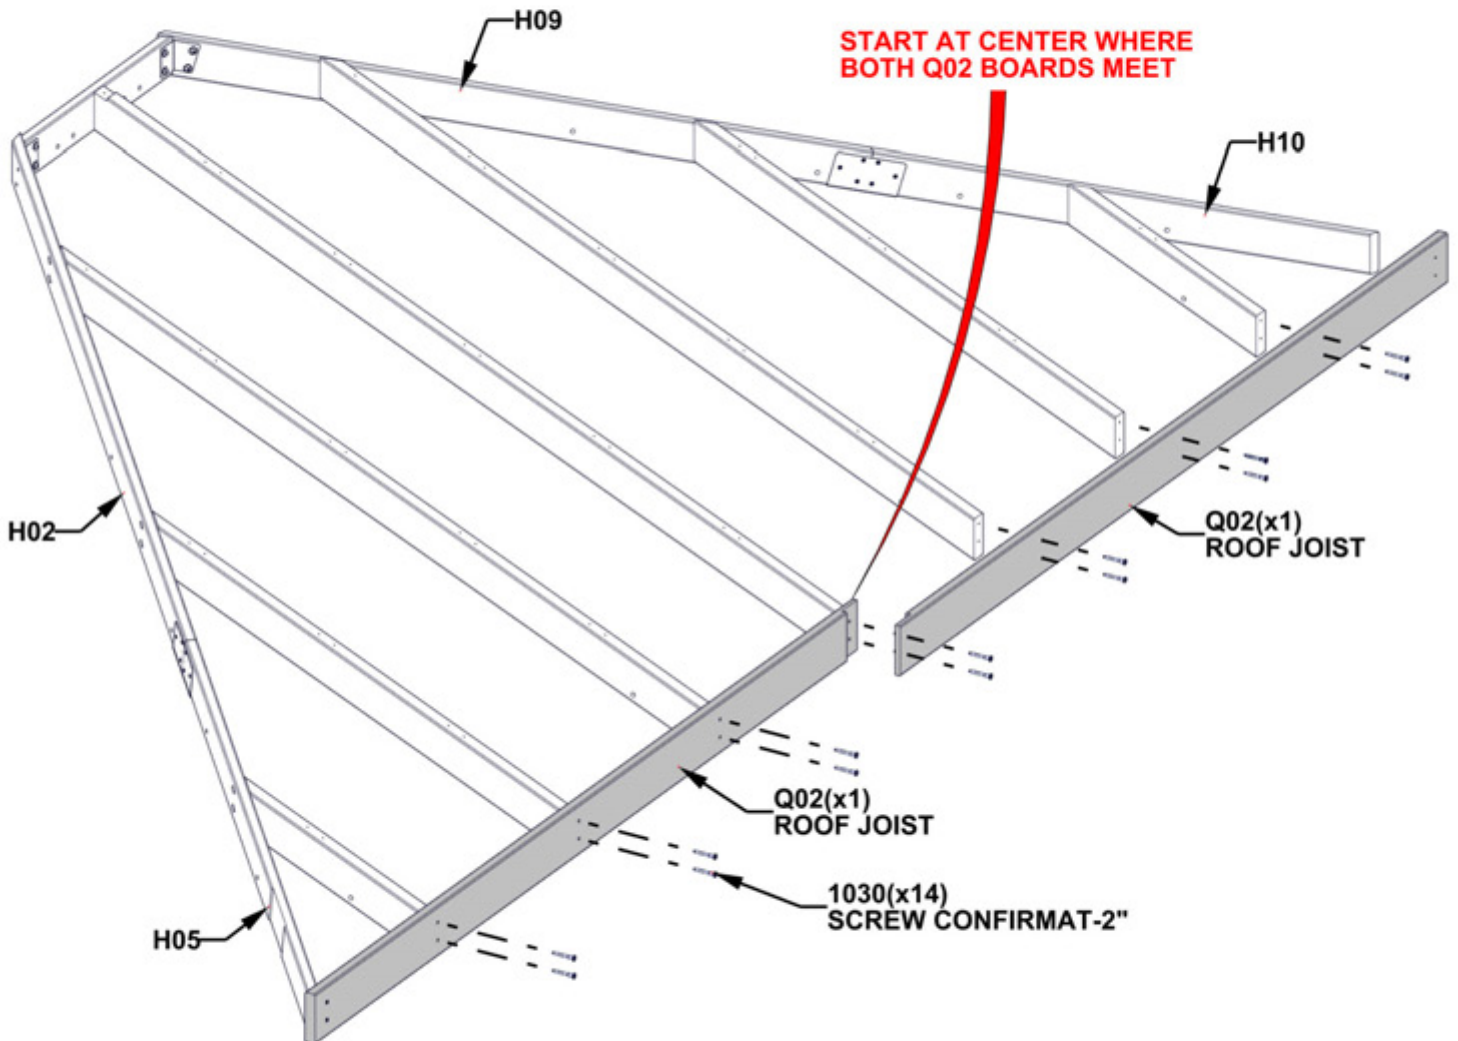 H09
START AT CENTER WHERE
BOTH Q02 BOARDS MEET
H10
H02
Q02(x1)
ROOF JOIST
Q02(x1)
ROOF JOIST
1030(x14)
SCREW CONFIRMAT-2"
H05